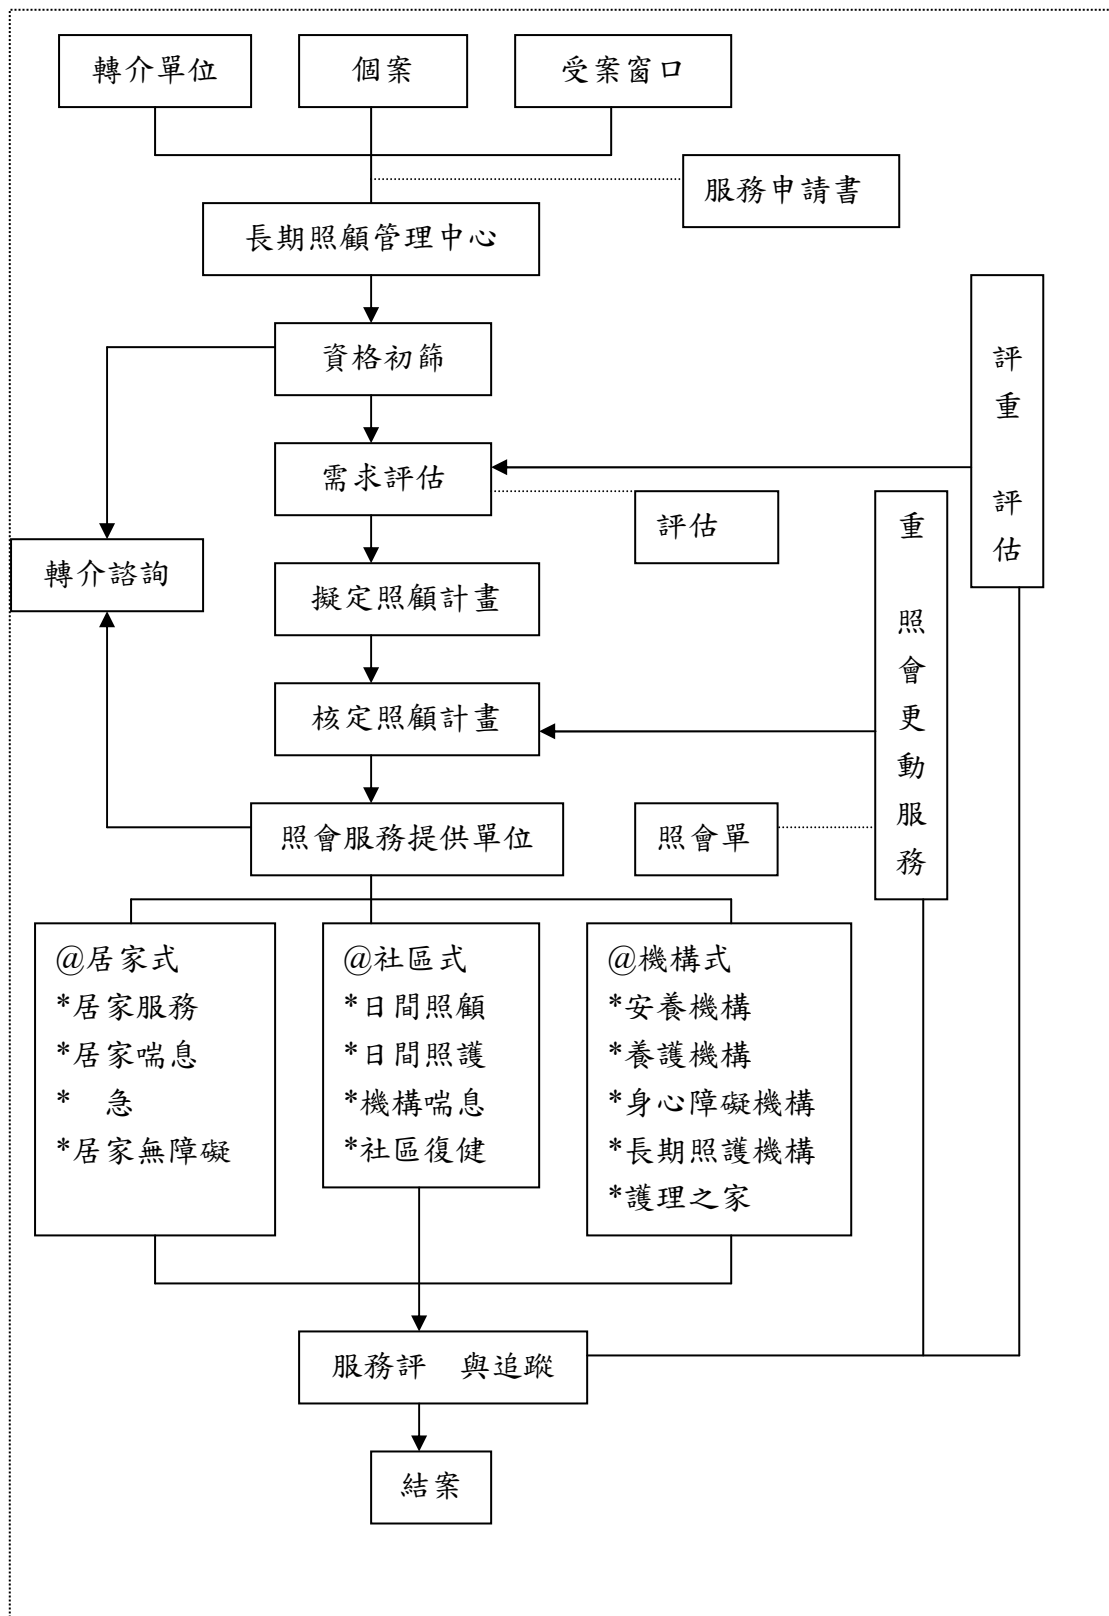 轉介單位
個案
受案窗口
服務申請書
長期照顧管理中心
資格初篩
需求評估
評估
轉介諮詢
擬定照顧計畫
核定照顧計畫
照會服務提供單位
照會單
評重 評估
重 照會更動服務
@居家式
*居家服務
*居家喘息
* 急
*居家無障礙
@社區式
*日間照顧
*日間照護
*機構喘息
*社區復健
@機構式
*安養機構
*養護機構
*身心障礙機構
*長期照護機構
*護理之家
服務評 與追蹤
結案